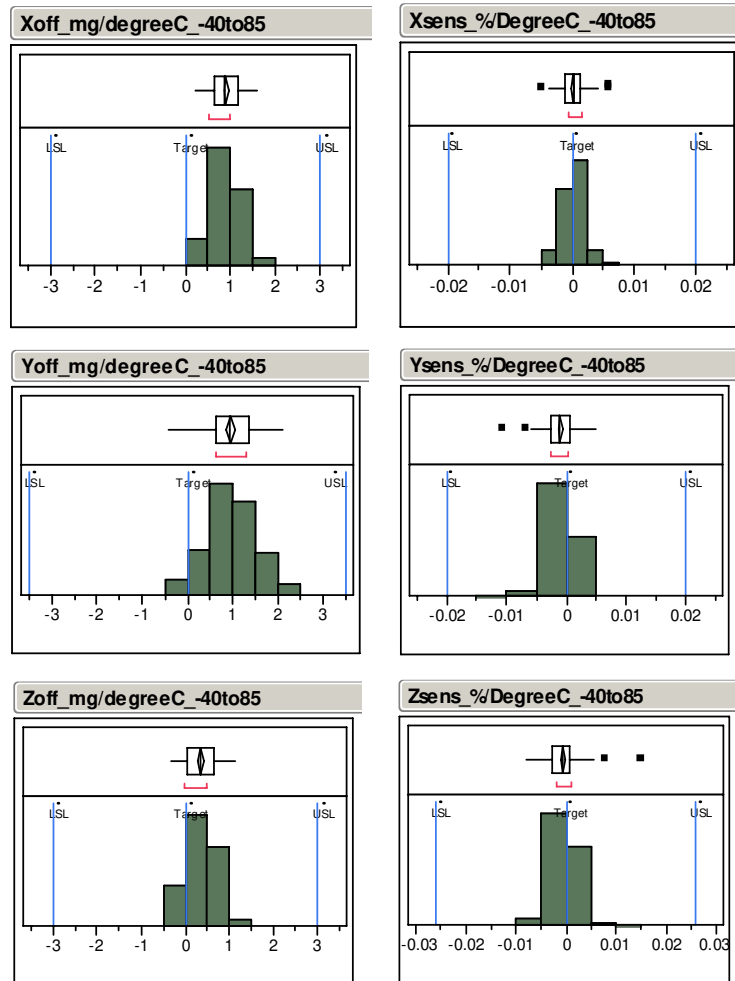 Xoff_mg/degreeC_-40to85
LSL Target USL
-3 -2 -1 0 1 2 3
Xsens_%/DegreeC_-40to85
LSL Target USL
-0.02 -0.01 0 0.01 0.02
Yoff_mg/degreeC_-40to85
LSL Target USL
-3 -2 -1 0 1 2 3
Ysens_%/DegreeC_-40to85
LSL Target USL
-0.02 -0.01 0 0.01 0.02
Zoff_mg/degreeC_-40to85
LSL Target USL
-3 -2 -1 0 1 2 3
Zsens_%/DegreeC_-40to85
LSL Target USL
-0.03 -0.02 -0.01 0 0.01 0.02 0.03